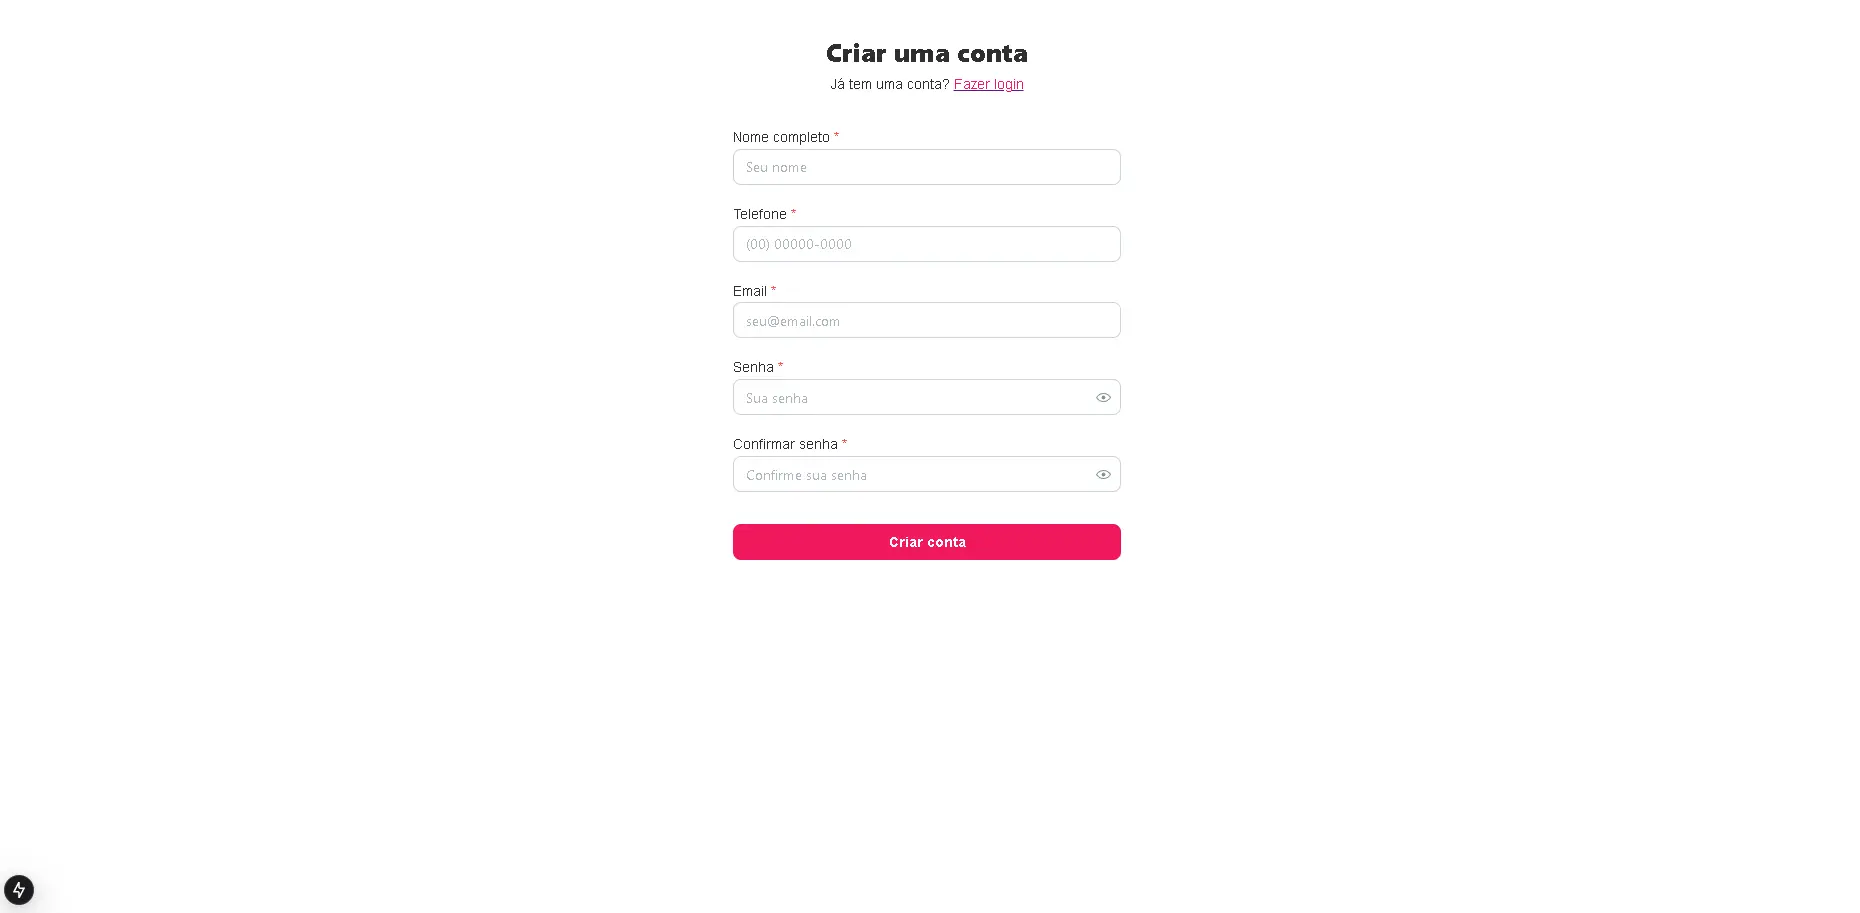 Criar uma conta
Já tem uma conta? Fazer login
Nome completo *
Seu nome
Telefone *
(00) 00000-0000
Email *
seu@email.com
Senha *
Sua senha
Confirmar senha *
Confirme sua senha
Criar conta